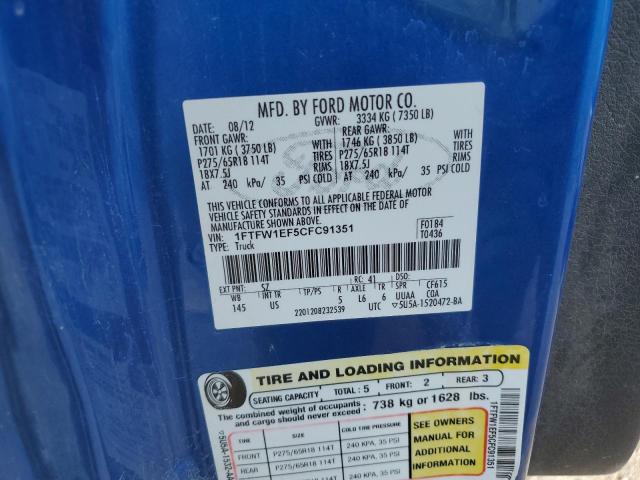 MFD. BY FORD MOTOR CO.
DATE: 08/12 GVWR: 3334 KG ( 7350 LB)
FRONT GAWR: REAR GAWR:
1701 KG ( 3750 LB) 1746 KG ( 3850 LB)
P275/65R18 114T TIRES P275/65R18 114T TIRES
18X7.5J RIMS 18X7.5J RIMS
AT 240 kPa/ 35 PSI COLD AT 240 kPa/ 35 PSI COLD
THIS VEHICLE CONFORMS TO ALL APPLICABLE FEDERAL MOTOR
VEHICLE SAFETY STANDARDS IN EFFECT ON THE DATE OF
MANUFACTURE SHOWN ABOVE.
VIN: 1FTFW1EF5CFC91351 F0184
TYPE: Truck T0436
EXT PNT: SZ RC: 41 DSO:
WB INT TR TP/PS R AXLE TR SPR CF615
145 US 5 L6 6 UUAA COA
2201208232539 UTC 5U5A-1520472-BA
TIRE AND LOADING INFORMATION
SEATING CAPACITY TOTAL : 5 FRONT: 2 REAR: 3
The combined weight of occupants and cargo should never exceed : 738 kg or 1628 lbs.
TIRE SIZE COLD TIRE PRESSURE
FRONT P275/65R18 114T 240 KPA, 35 PSI
REAR P275/65R18 114T 240 KPA, 35 PSI
SEE OWNERS
MANUAL FOR
ADDITIONAL
INFORMATION
1FTFW1EF5CFC91351